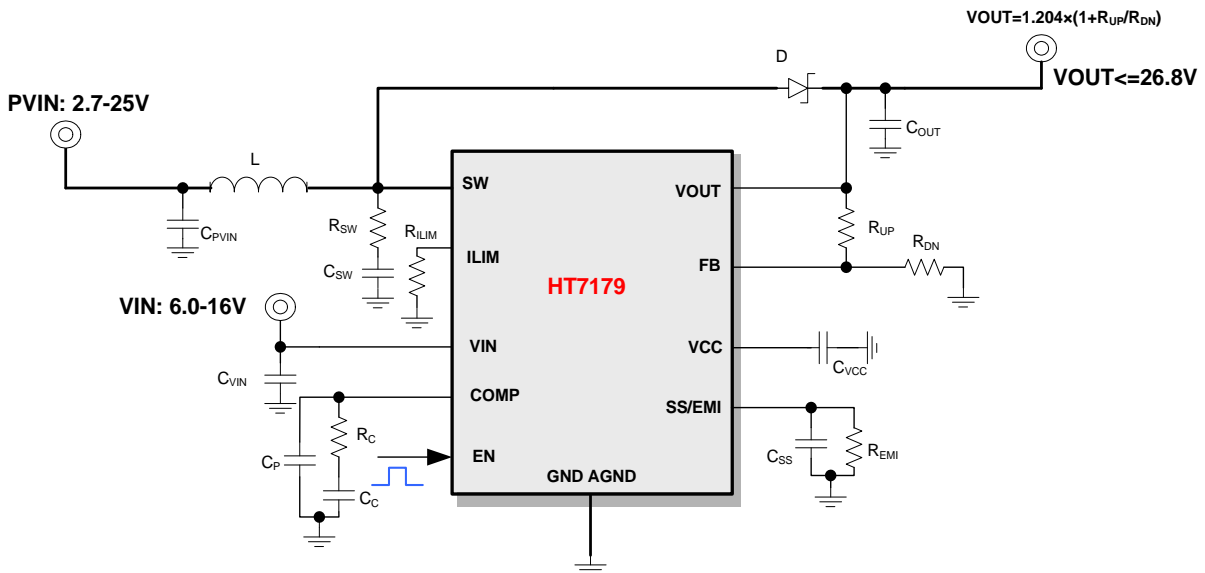 VOUT=1.204×(1+RUP/RDN)
D
VOUT<=26.8V
PVIN: 2.7-25V
COUT
L
SW
VOUT
RSW
RILIM
CPVIN
RUP
RDN
ILIM
FB
CSW
HT7179
VIN: 6.0-16V
VIN
VCC
CVCC
CVIN
COMP
SS/EMI
RC
CP
EN
CSS
REMI
GND AGND
CC